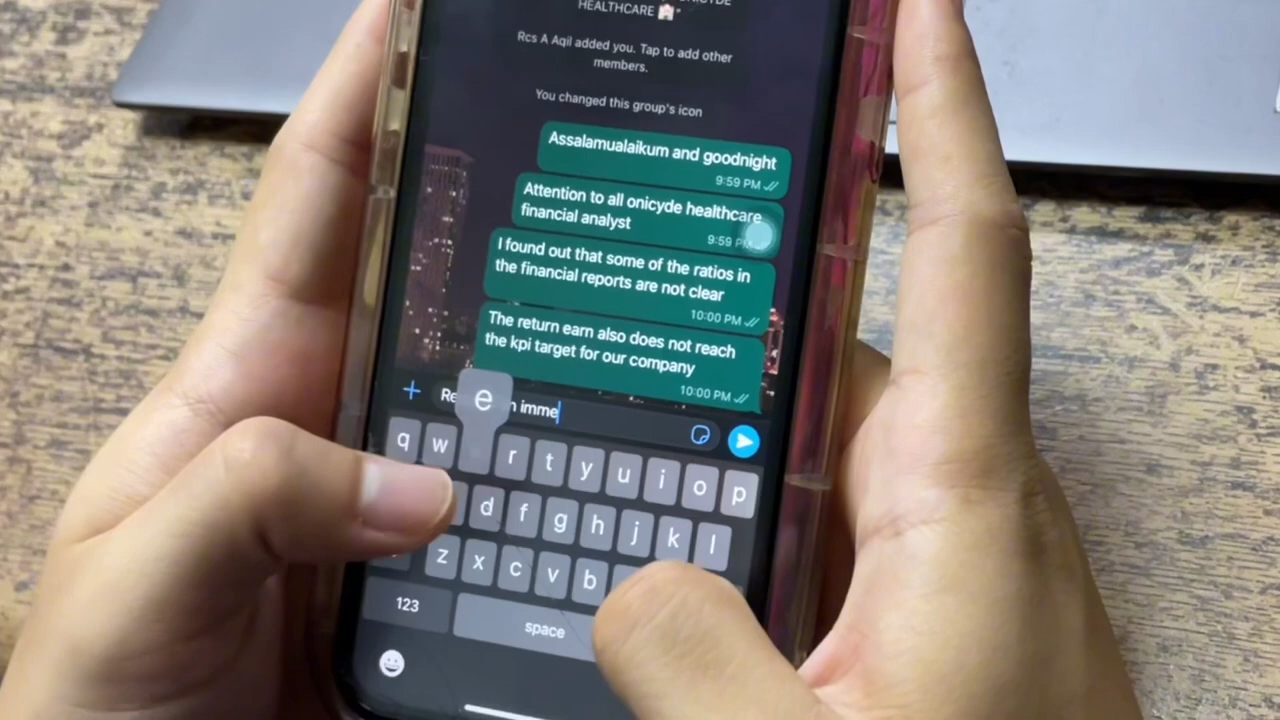 HEALTHCARE 🏩"
Rcs A Aqil added you. Tap to add other
members.
You changed this group's icon
Assalamualaikum and goodnight
9:59 PM
Attention to all onicyde healthcare
financial analyst
9:59 PM
I found out that some of the ratios in
the financial reports are not clear
10:00 PM
The return earn also does not reach
the kpi target for our company
10:00 PM
e
imme
q w r t y u i o p
d f g h j k l
z x c v b
123 space